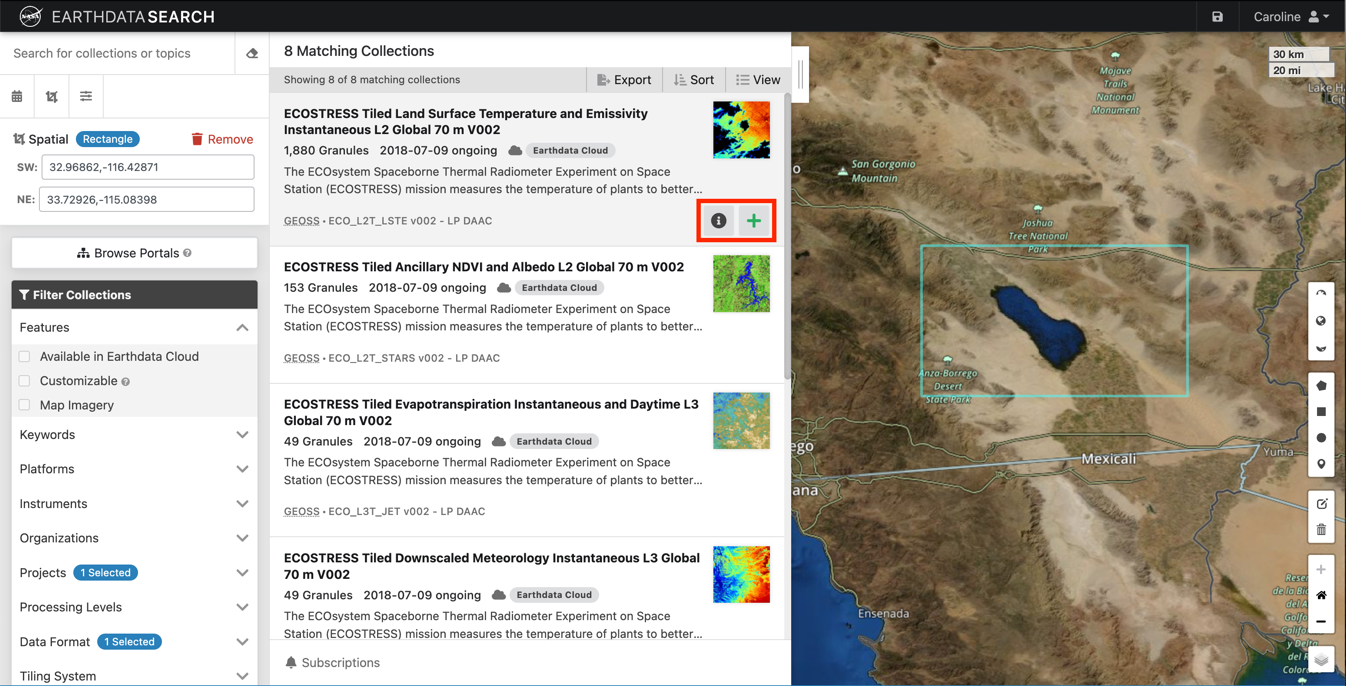 NASA EARTHDATA SEARCH
Caroline
Search for collections or topics
Spatial Rectangle Remove
SW: 32.96862,-116.42871
NE: 33.72926,-115.08398
Browse Portals
Filter Collections
Features
Available in Earthdata Cloud
Customizable
Map Imagery
Keywords
Platforms
Instruments
Organizations
Projects 1 Selected
Processing Levels
Data Format 1 Selected
Tiling System
8 Matching Collections
Showing 8 of 8 matching collections
Export Sort View
ECOSTRESS Tiled Land Surface Temperature and Emissivity
Instantaneous L2 Global 70 m V002
1,880 Granules 2018-07-09 ongoing Earthdata Cloud
The ECOsystem Spaceborne Thermal Radiometer Experiment on Space
Station (ECOSTRESS) mission measures the temperature of plants to better...
GEOSS • ECO_L2T_LSTE v002 - LP DAAC
ECOSTRESS Tiled Ancillary NDVI and Albedo L2 Global 70 m V002
153 Granules 2018-07-09 ongoing Earthdata Cloud
The ECOsystem Spaceborne Thermal Radiometer Experiment on Space
Station (ECOSTRESS) mission measures the temperature of plants to better...
GEOSS • ECO_L2T_STARS v002 - LP DAAC
ECOSTRESS Tiled Evapotranspiration Instantaneous and Daytime L3
Global 70 m V002
49 Granules 2018-07-09 ongoing Earthdata Cloud
The ECOsystem Spaceborne Thermal Radiometer Experiment on Space
Station (ECOSTRESS) mission measures the temperature of plants to better...
GEOSS • ECO_L3T_JET v002 - LP DAAC
ECOSTRESS Tiled Downscaled Meteorology Instantaneous L3 Global
70 m V002
49 Granules 2018-07-09 ongoing Earthdata Cloud
The ECOsystem Spaceborne Thermal Radiometer Experiment on Space
Station (ECOSTRESS) mission measures the temperature of plants to better...
Subscriptions
30 km
20 mi
Mojave
Trails
National
Monument
Lake H
Cit
San Gorgonio
Mountain
Joshua
Tree National
Park
Anza-Borrego
Desert
State Park
ego
ana
Mexicali
Yuma
Ensenada
Rese
de la Bio
del A
Golfo
Califor
y Delta
del R
Colora